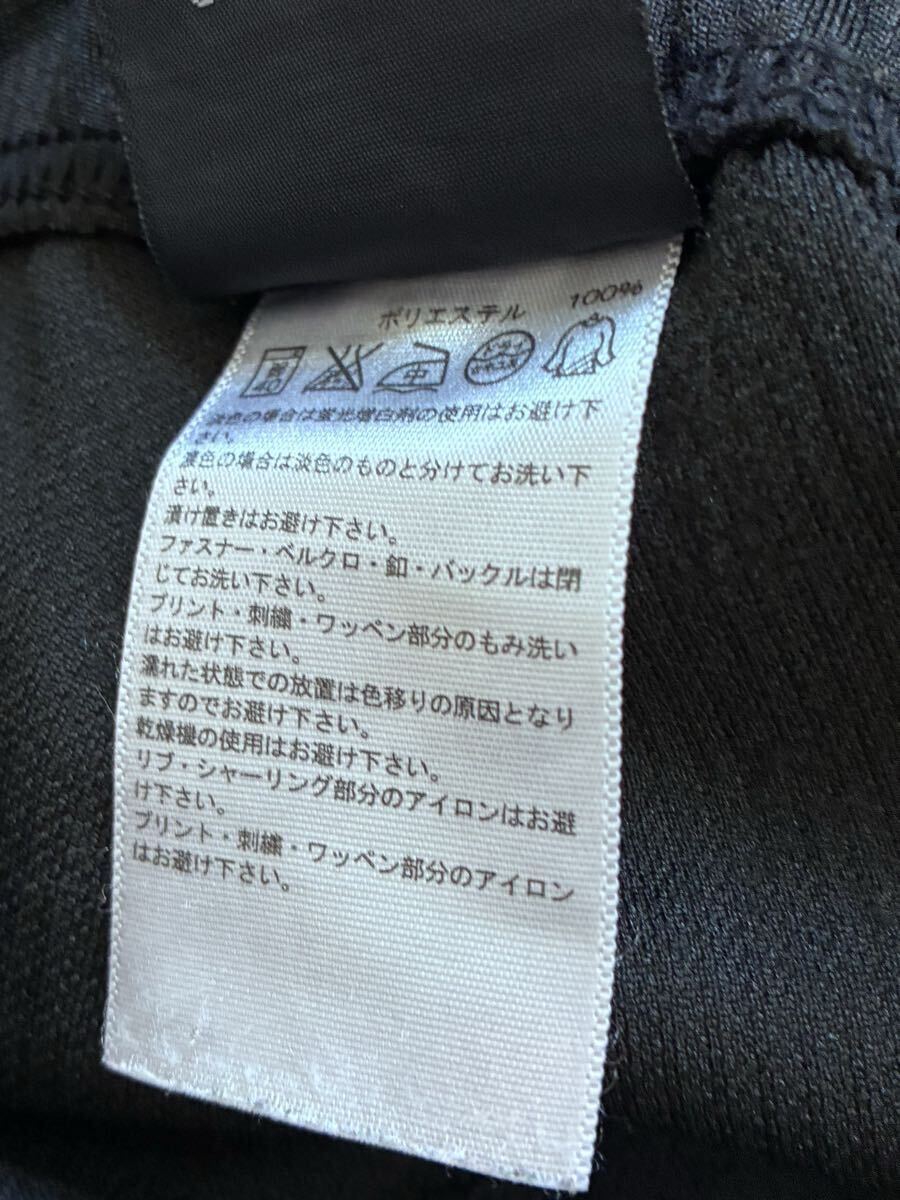 ポリエステル 100%
中
淡色の場合は蛍光増白剤の使用はお避け下
さい。
濃色の場合は淡色のものと分けてお洗い下
さい。
漬け置きはお避け下さい。
ファスナー・ベルクロ・釦・バックルは閉
じてお洗い下さい。
プリント・刺繍・ワッペン部分のもみ洗い
はお避け下さい。
濡れた状態での放置は色移りの原因となり
ますのでお避け下さい。
乾燥機の使用はお避け下さい。
リブ・シャーリング部分のアイロンはお避
け下さい。
プリント・刺繍・ワッペン部分のアイロン
はお避け下さい。